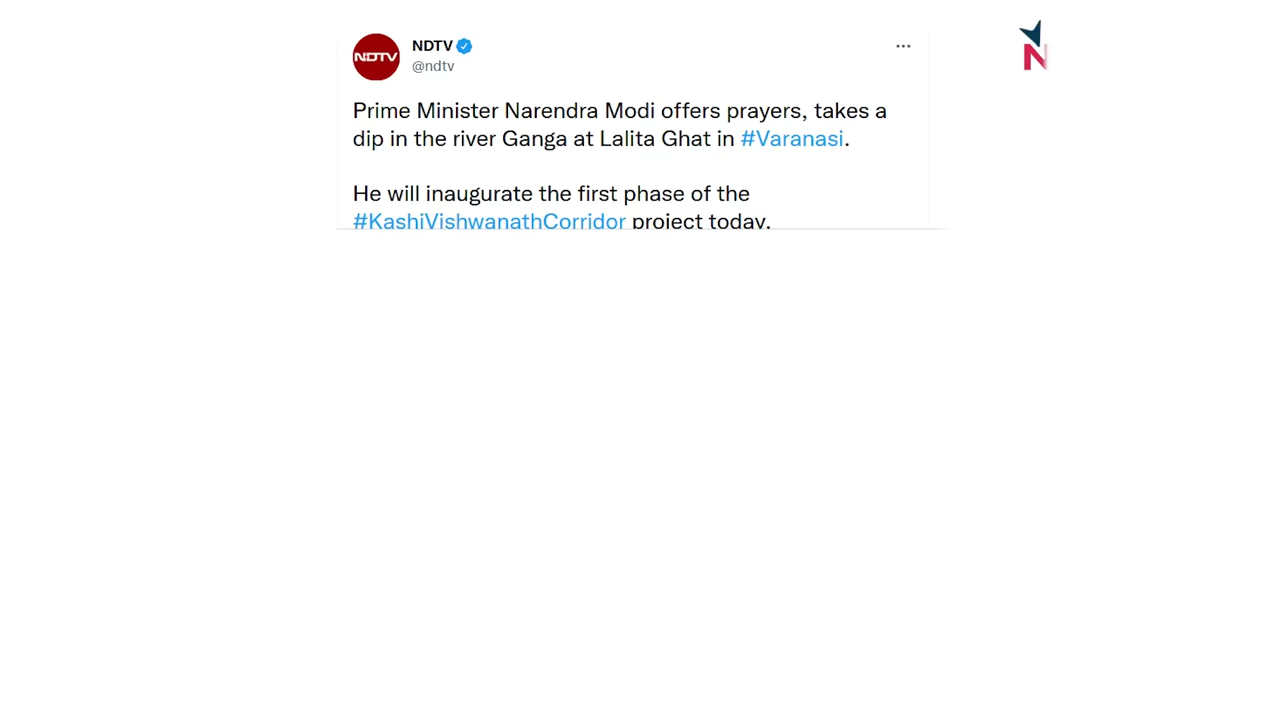 NDTV
NDTV
@ndtv
Prime Minister Narendra Modi offers prayers, takes a
dip in the river Ganga at Lalita Ghat in #Varanasi.
He will inaugurate the first phase of the
#KashiVishwanathCorridor project today.
N